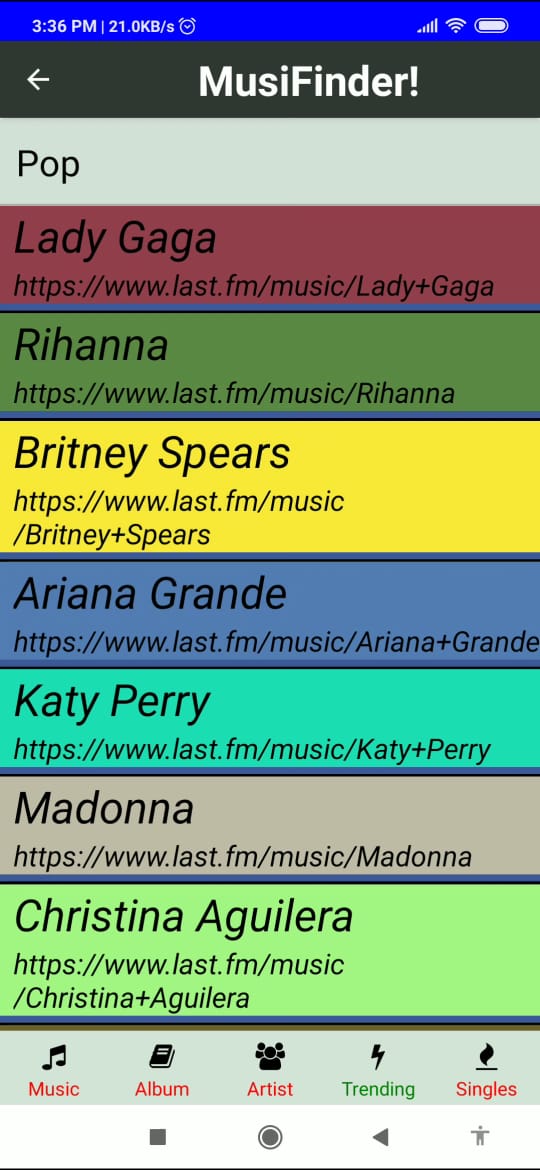 3:36 PM | 21.0KB/s
MusiFinder!
Pop
Lady Gaga
https://www.last.fm/music/Lady+Gaga
Rihanna
https://www.last.fm/music/Rihanna
Britney Spears
https://www.last.fm/music
/Britney+Spears
Ariana Grande
https://www.last.fm/music/Ariana+Grande
Katy Perry
https://www.last.fm/music/Katy+Perry
Madonna
https://www.last.fm/music/Madonna
Christina Aguilera
https://www.last.fm/music
/Christina+Aguilera
Music Album Artist Trending Singles